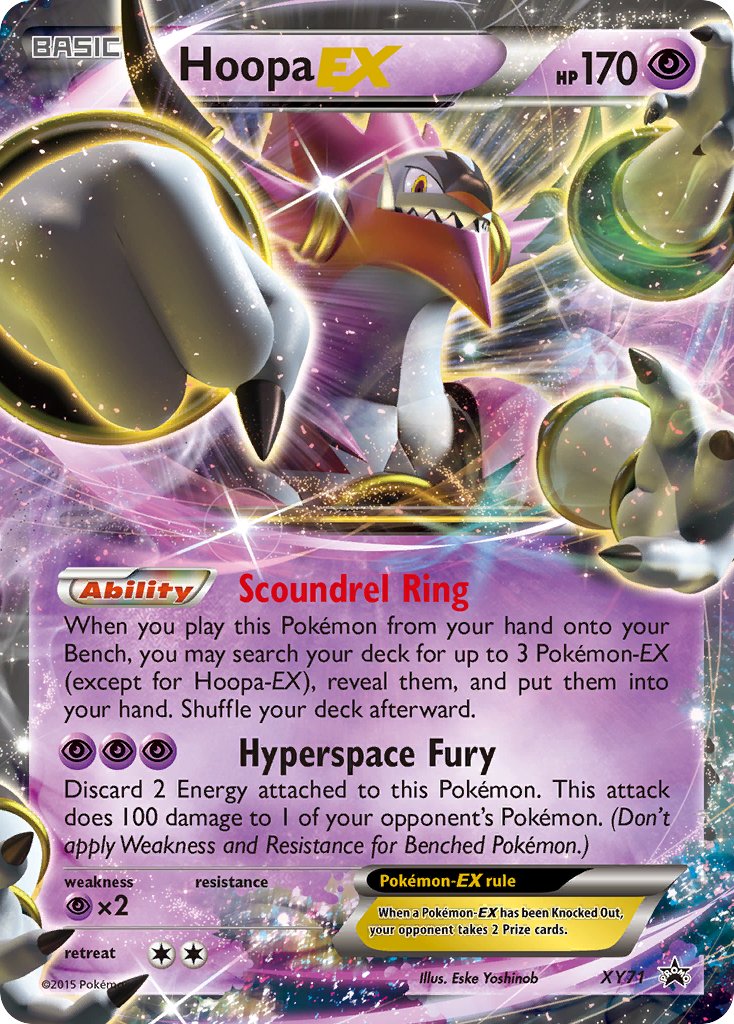 BASIC
Hoopa EX
HP 170
Ability Scoundrel Ring
When you play this Pokémon from your hand onto your
Bench, you may search your deck for up to 3 Pokémon-EX
(except for Hoopa-EX), reveal them, and put them into
your hand. Shuffle your deck afterward.
Hyperspace Fury
Discard 2 Energy attached to this Pokémon. This attack
does 100 damage to 1 of your opponent's Pokémon. (Don't
apply Weakness and Resistance for Benched Pokémon.)
weakness resistance
×2
retreat
Pokémon-EX rule
When a Pokémon-EX has been Knocked Out,
your opponent takes 2 Prize cards.
©2015 Pokémon
Illus. Eske Yoshinob
XY71
PROMO